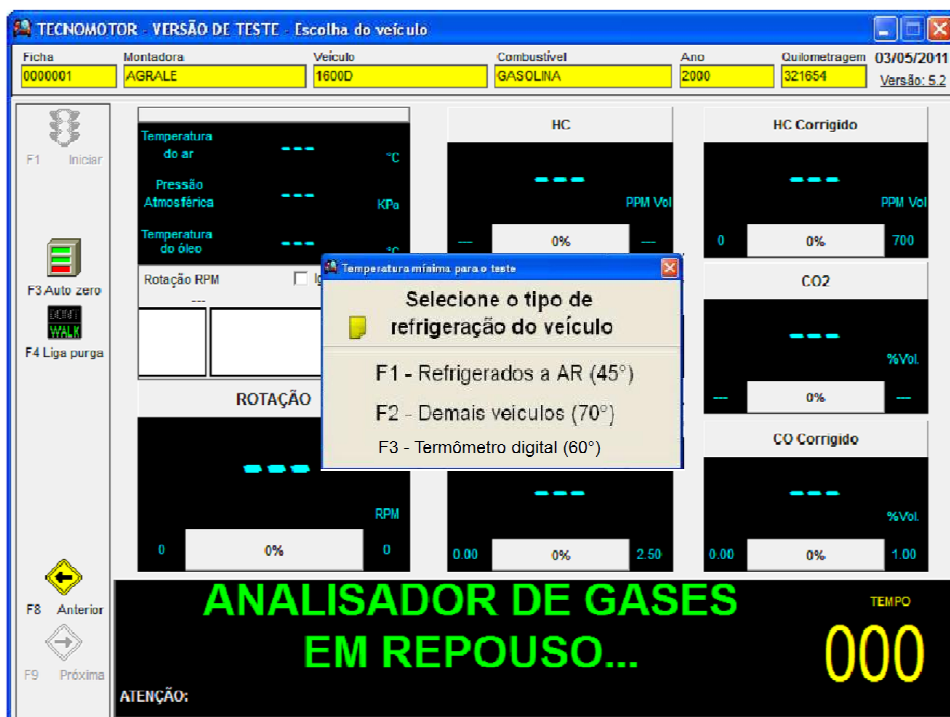 TECNOMOTOR - VERSÃO DE TESTE - Escolha do veículo
Ficha Montadora Veículo Combustível Ano Quilometragem 03/05/2011
0000001 AGRALE 1600D GASOLINA 2000 321654 Versão: 5.2
F1 Iniciar
F3 Auto zero
WALK
F4 Liga purga
F8 Anterior
F9 Próxima
Temperatura
do ar --- °C
Pressão
Atmosférica --- KPa
Temperatura
do óleo --- °C
Rotação RPM
---
ROTAÇÃO
---
RPM
0 0% 0
HC
---
PPM Vol
--- 0% ---
HC Corrigido
---
PPM Vol
0 0% 700
CO2
---
%Vol.
--- 0% ---
CO Corrigido
---
%Vol.
0.00 0% 1.00
---
0.00 0% 2.50
Temperatura mínima para o teste
Selecione o tipo de
refrigeração do veículo
F1 - Refrigerados a AR (45°)
F2 - Demais veículos (70°)
F3 - Termômetro digital (60°)
ANALISADOR DE GASES
EM REPOUSO...
TEMPO
000
ATENÇÃO: